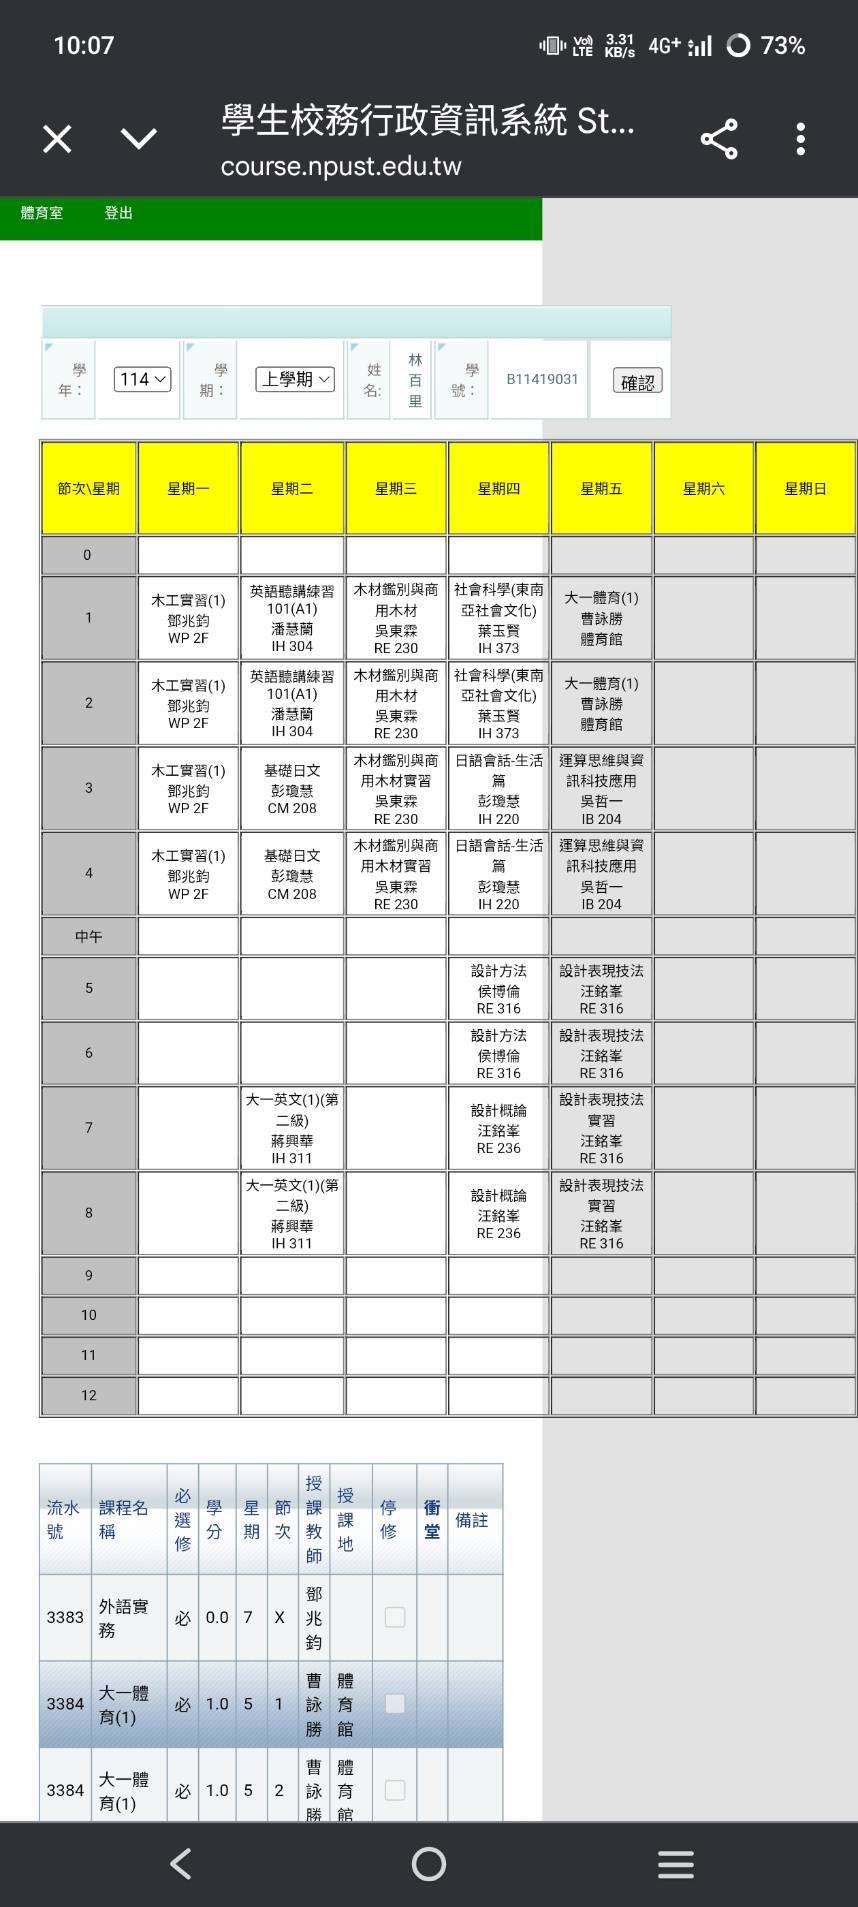 10:07
Vo)) LTE 3.31 KB/s 4G+ 73%
學生校務行政資訊系統 St...
course.npust.edu.tw
體育室 登出
學年： 114 學期： 上學期 姓名: 林百里 學號： B11419031 確認
節次\星期 星期一 星期二 星期三 星期四 星期五 星期六 星期日
0
1
木工實習(1)
鄧兆鈞
WP 2F
英語聽講練習
101(A1)
潘慧蘭
IH 304
木材鑑別與商
用木材
吳東霖
RE 230
社會科學(東南
亞社會文化)
葉玉賢
IH 373
大一體育(1)
曹詠勝
體育館
2
木工實習(1)
鄧兆鈞
WP 2F
英語聽講練習
101(A1)
潘慧蘭
IH 304
木材鑑別與商
用木材
吳東霖
RE 230
社會科學(東南
亞社會文化)
葉玉賢
IH 373
大一體育(1)
曹詠勝
體育館
3
木工實習(1)
鄧兆鈞
WP 2F
基礎日文
彭瓊慧
CM 208
木材鑑別與商
用木材實習
吳東霖
RE 230
日語會話-生活
篇
彭瓊慧
IH 220
運算思維與資
訊科技應用
吳哲一
IB 204
4
木工實習(1)
鄧兆鈞
WP 2F
基礎日文
彭瓊慧
CM 208
木材鑑別與商
用木材實習
吳東霖
RE 230
日語會話-生活
篇
彭瓊慧
IH 220
運算思維與資
訊科技應用
吳哲一
IB 204
中午
5
設計方法
侯博倫
RE 316
設計表現技法
汪銘峯
RE 316
6
設計方法
侯博倫
RE 316
設計表現技法
汪銘峯
RE 316
7
大一英文(1)(第
二級)
蔣興華
IH 311
設計概論
汪銘峯
RE 236
設計表現技法
實習
汪銘峯
RE 316
8
大一英文(1)(第
二級)
蔣興華
IH 311
設計概論
汪銘峯
RE 236
設計表現技法
實習
汪銘峯
RE 316
9
10
11
12
流水號 課程名稱 必選修 學分 星期 節次 授課教師 授課地 停修 衝堂 備註
3383 外語實務 必 0.0 7 X 鄧兆鈞
3384 大一體育(1) 必 1.0 5 1 曹詠勝 體育館
3384 大一體育(1) 必 1.0 5 2 曹詠勝 體育館